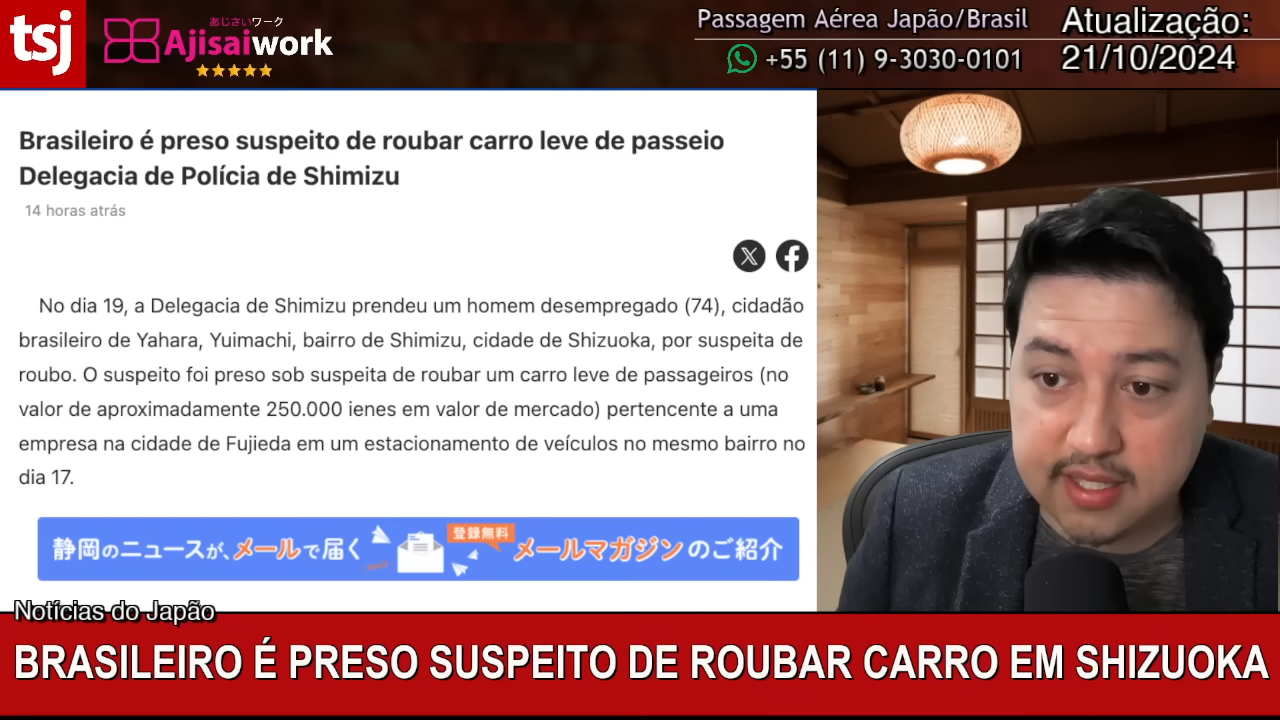 tsj
あじさいワーク
Ajisaiwork
Passagem Aérea Japão/Brasil
+55 (11) 9-3030-0101
Atualização:
21/10/2024
Brasileiro é preso suspeito de roubar carro leve de passeio
Delegacia de Polícia de Shimizu
14 horas atrás
No dia 19, a Delegacia de Shimizu prendeu um homem desempregado (74), cidadão
brasileiro de Yahara, Yuimachi, bairro de Shimizu, cidade de Shizuoka, por suspeita de
roubo. O suspeito foi preso sob suspeita de roubar um carro leve de passageiros (no
valor de aproximadamente 250.000 ienes em valor de mercado) pertencente a uma
empresa na cidade de Fujieda em um estacionamento de veículos no mesmo bairro no
dia 17.
静岡のニュースが、メールで届く
登録無料
メールマガジンのご紹介
Notícias do Japão
BRASILEIRO É PRESO SUSPEITO DE ROUBAR CARRO EM SHIZUOKA